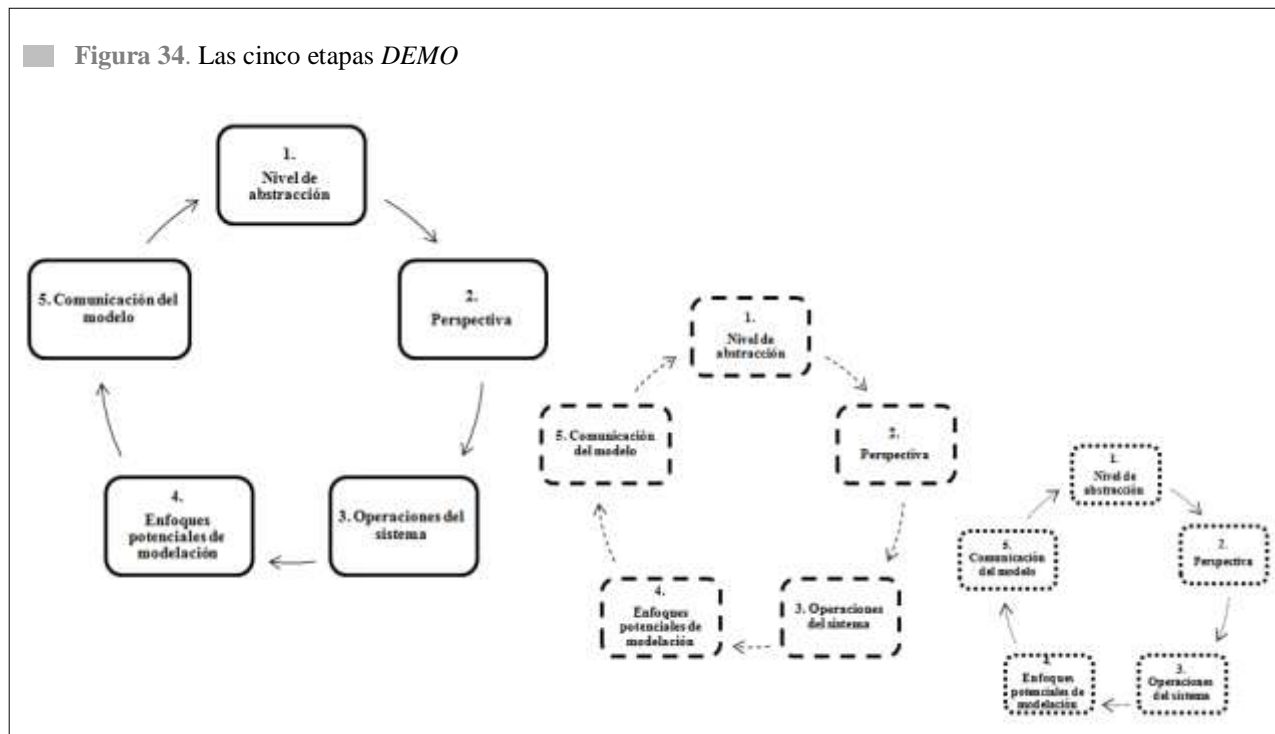 Figura 34. Las cinco etapas DEMO
1.
Nivel de
abstracción
2.
Perspectiva
3. Operaciones del
sistema
4.
Enfoques
potenciales de
modelación
5. Comunicación del
modelo
1.
Nivel de
abstracción
2.
Perspectiva
3. Operaciones
del sistema
4.
Enfoques
potenciales de
modelación
5. Comunicación
del modelo
1.
Nivel de
abstracción
2.
Perspectiva
3.
Operaciones
del sistema
4.
Enfoques
potenciales de
modelación
5.
Comunicación
del modelo